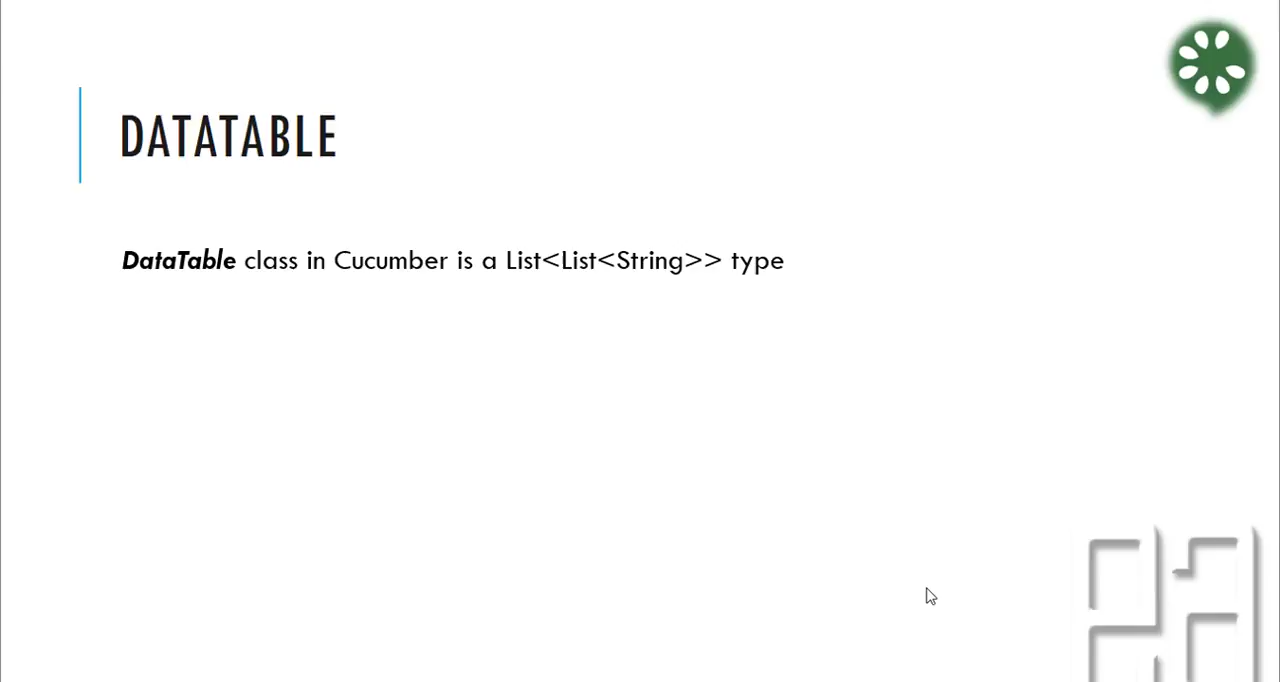 DATATABLE
DataTable class in Cucumber is a List<List<String>> type